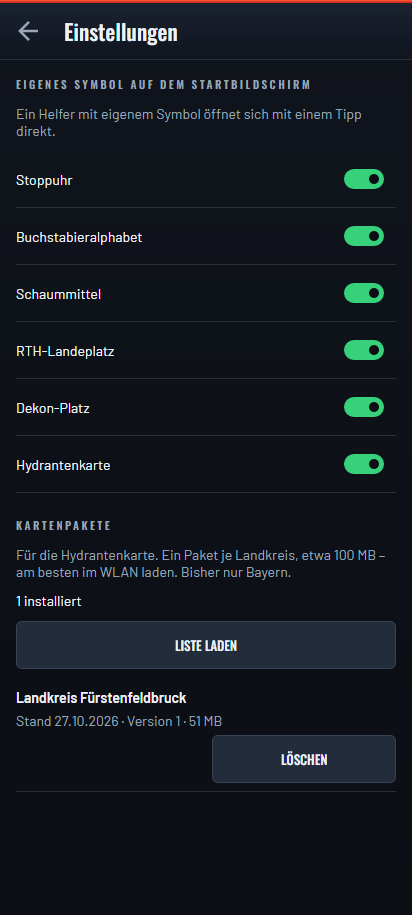 Einstellungen
EIGENES SYMBOL AUF DEM STARTBILDSCHIRM
Ein Helfer mit eigenem Symbol öffnet sich mit einem Tipp
direkt.
Stoppuhr
Buchstabieralphabet
Schaummittel
RTH-Landeplatz
Dekon-Platz
Hydrantenkarte
KARTENPAKETE
Für die Hydrantenkarte. Ein Paket je Landkreis, etwa 100 MB –
am besten im WLAN laden. Bisher nur Bayern.
1 installiert
LISTE LADEN
Landkreis Fürstenfeldbruck
Stand 27.10.2026 · Version 1 · 51 MB
LÖSCHEN